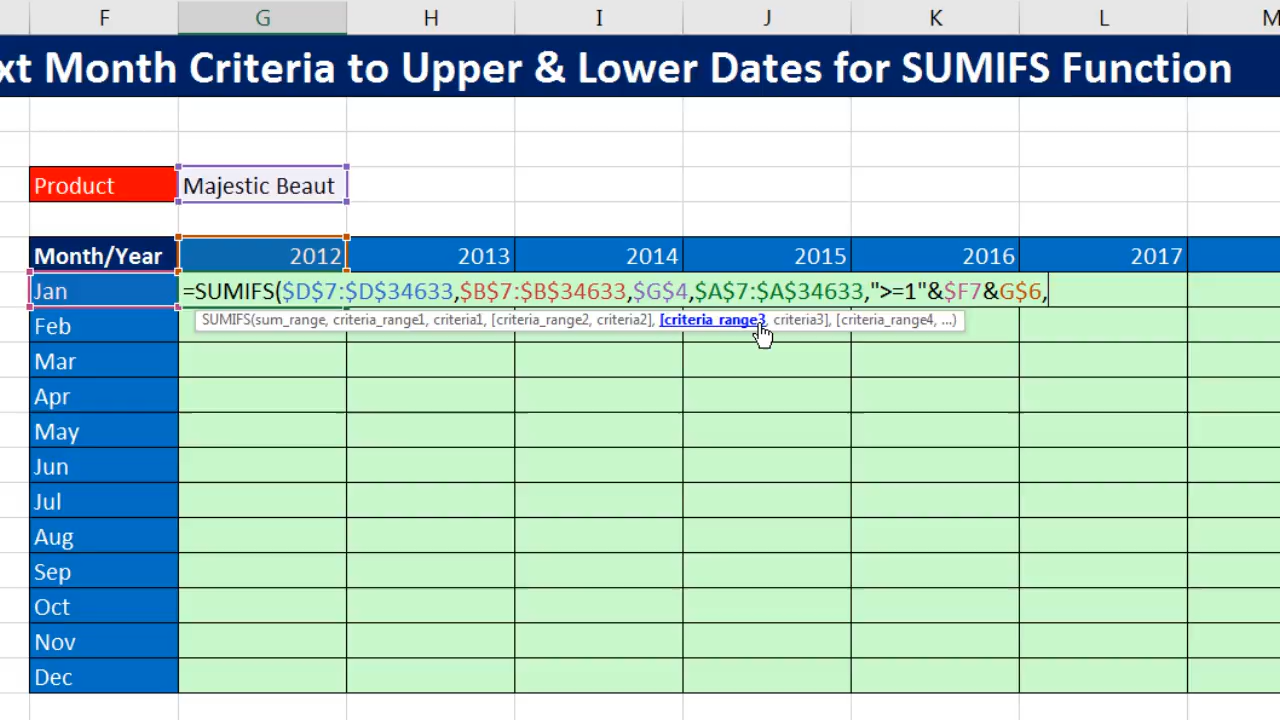 F G H I J K L M
xt Month Criteria to Upper & Lower Dates for SUMIFS Function
Product Majestic Beaut
Month/Year 2012 2013 2014 2015 2016 2017
Jan =SUMIFS($D$7:$D$34633,$B$7:$B$34633,$G$4,$A$7:$A$34633,">=1"&$F7&G$6,
SUMIFS(sum_range, criteria_range1, criteria1, [criteria_range2, criteria2], [criteria_range3, criteria3], [criteria_range4, ...)
Feb
Mar
Apr
May
Jun
Jul
Aug
Sep
Oct
Nov
Dec